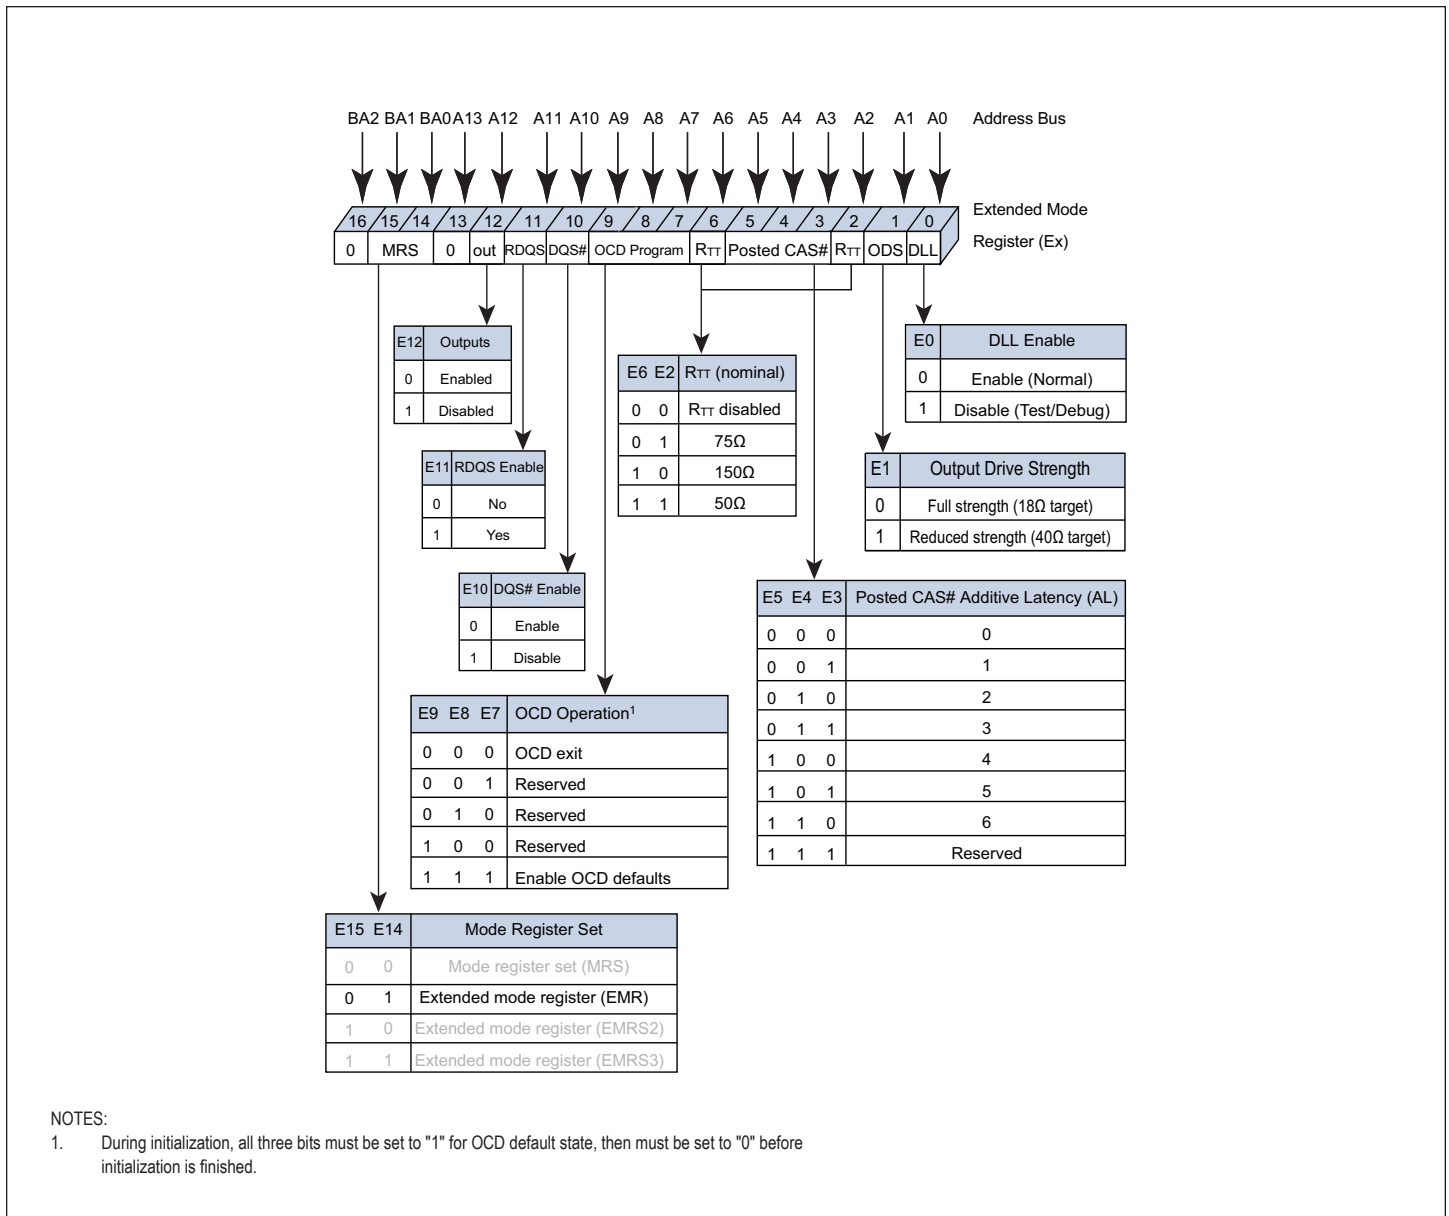 BA2 BA1 BA0 A13 A12 A11 A10 A9 A8 A7 A6 A5 A4 A3 A2 A1 A0 Address Bus
16 15 14 13 12 11 10 9 8 7 6 5 4 3 2 1 0 Extended Mode
0 MRS 0 out RDQS DQS# OCD Program RTT Posted CAS# RTT ODS DLL Register (Ex)
E12 Outputs
0 Enabled
1 Disabled
E11 RDQS Enable
0 No
1 Yes
E10 DQS# Enable
0 Enable
1 Disable
E9 E8 E7 OCD Operation1
0 0 0 OCD exit
0 0 1 Reserved
0 1 0 Reserved
1 0 0 Reserved
1 1 1 Enable OCD defaults
E15 E14 Mode Register Set
0 0 Mode register set (MRS)
0 1 Extended mode register (EMR)
1 0 Extended mode register (EMRS2)
1 1 Extended mode register (EMRS3)
E6 E2 RTT (nominal)
0 0 RTT disabled
0 1 75Ω
1 0 150Ω
1 1 50Ω
E0 DLL Enable
0 Enable (Normal)
1 Disable (Test/Debug)
E1 Output Drive Strength
0 Full strength (18Ω target)
1 Reduced strength (40Ω target)
E5 E4 E3 Posted CAS# Additive Latency (AL)
0 0 0 0
0 0 1 1
0 1 0 2
0 1 1 3
1 0 0 4
1 0 1 5
1 1 0 6
1 1 1 Reserved
NOTES:
1. During initialization, all three bits must be set to "1" for OCD default state, then must be set to "0" before
initialization is finished.